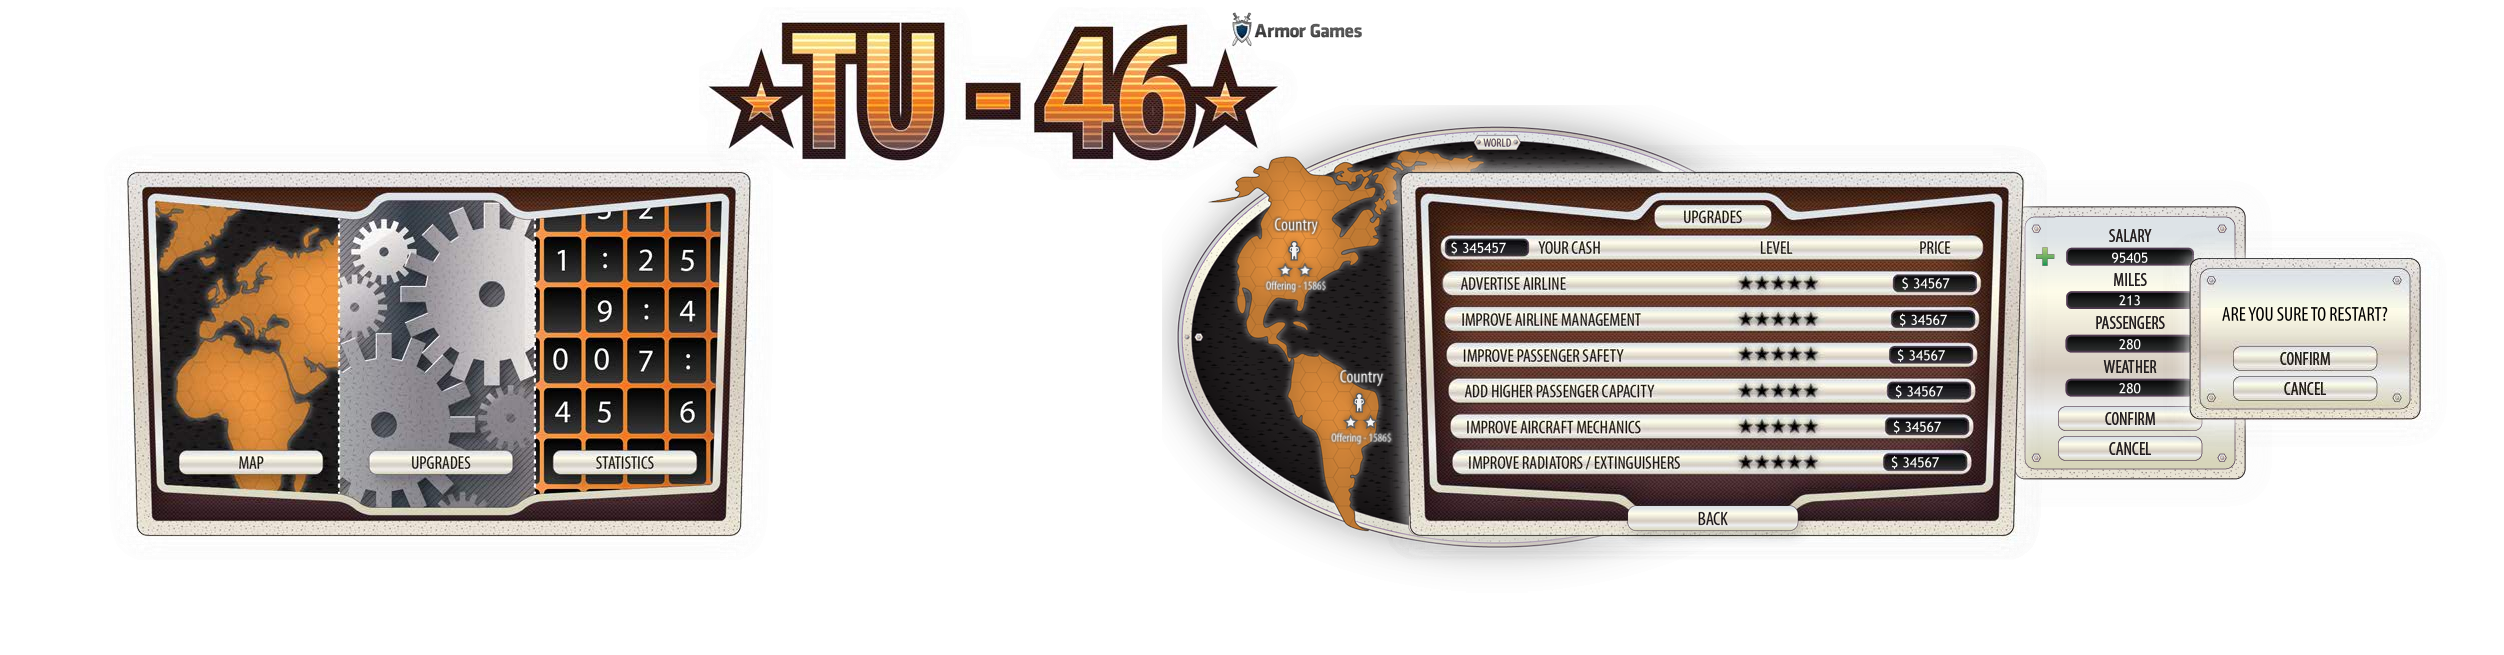 TU - 46
Armor Games
3 2
1 : 2 5
9 : 4
0 0 7 :
4 5 6
MAP
UPGRADES
STATISTICS
WORLD
Country
Offering - 1586$
Country
Offering - 1586$
UPGRADES
$ 345457 YOUR CASH LEVEL PRICE
ADVERTISE AIRLINE $ 34567
IMPROVE AIRLINE MANAGEMENT $ 34567
IMPROVE PASSENGER SAFETY $ 34567
ADD HIGHER PASSENGER CAPACITY $ 34567
IMPROVE AIRCRAFT MECHANICS $ 34567
IMPROVE RADIATORS / EXTINGUISHERS $ 34567
BACK
SALARY
95405
MILES
213
PASSENGERS
280
WEATHER
280
CONFIRM
CANCEL
ARE YOU SURE TO RESTART?
CONFIRM
CANCEL